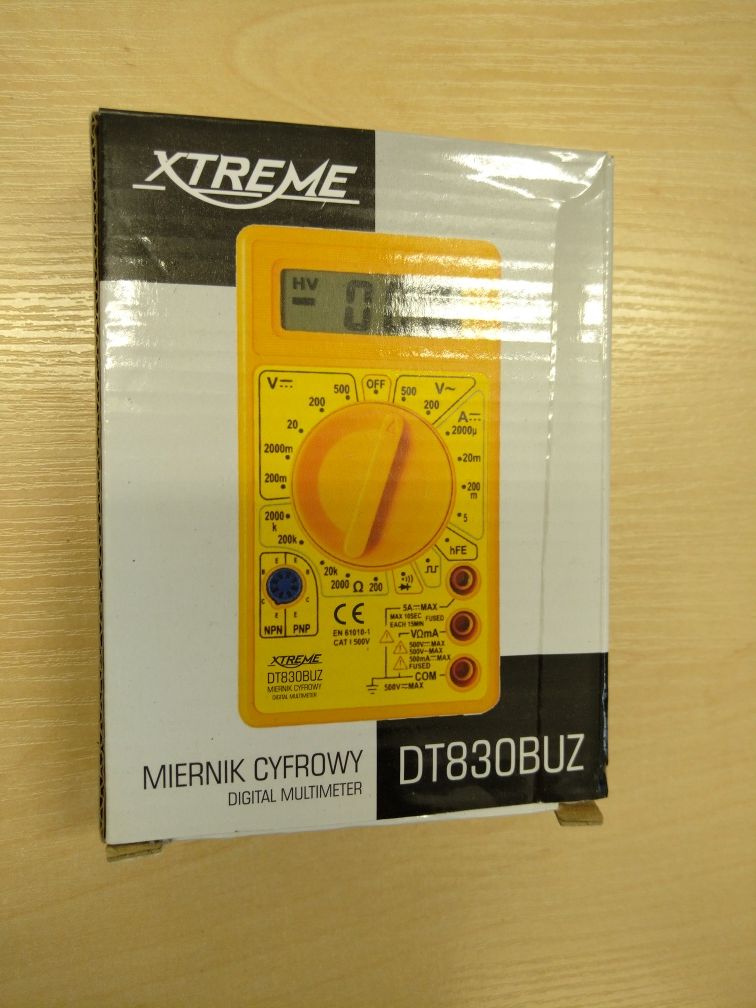 XTREME
HV
- 0
V⎓
500
OFF
500
V~
200
200
A⎓
20
2000µ
2000m
20m
200m
200
m
2000
k
5
200k
hFE
20k
2000
Ω
200
E
E
B
B
C
C
E
E
NPN
PNP
CE
EN 61010-1
CAT I 500V
5A⎓MAX
MAX 10SEC
EACH 15MIN
FUSED
VΩmA
500V⎓MAX
500V~MAX
500mA⎓MAX
FUSED
COM
500V⎓MAX
XTREME
DT830BUZ
MIERNIK CYFROWY
DIGITAL MULTIMETER
MIERNIK CYFROWY
DIGITAL MULTIMETER
DT830BUZ